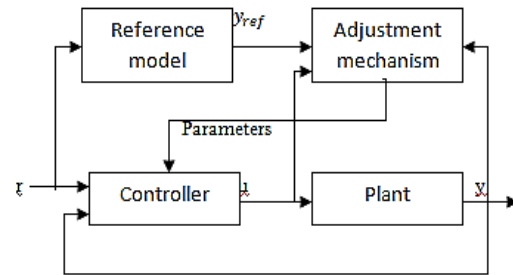 y_ref
Reference
model
Adjustment
mechanism
Parameters
r
Controller
Plant
y